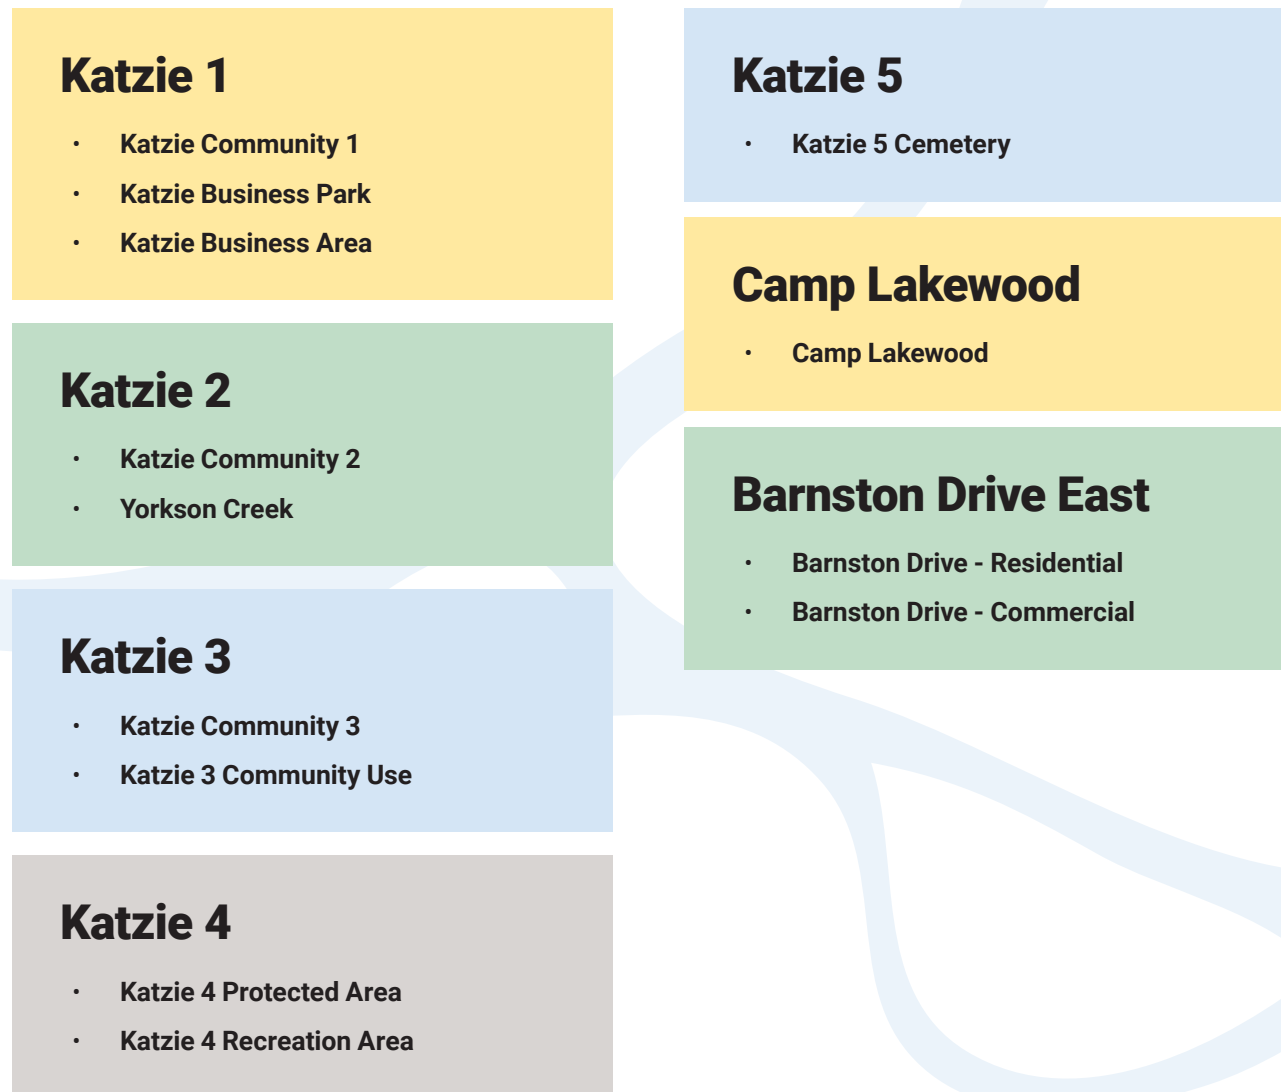 Katzie 1
• Katzie Community 1
• Katzie Business Park
• Katzie Business Area
Katzie 2
• Katzie Community 2
• Yorkson Creek
Katzie 3
• Katzie Community 3
• Katzie 3 Community Use
Katzie 4
• Katzie 4 Protected Area
• Katzie 4 Recreation Area
Katzie 5
• Katzie 5 Cemetery
Camp Lakewood
• Camp Lakewood
Barnston Drive East
• Barnston Drive - Residential
• Barnston Drive - Commercial